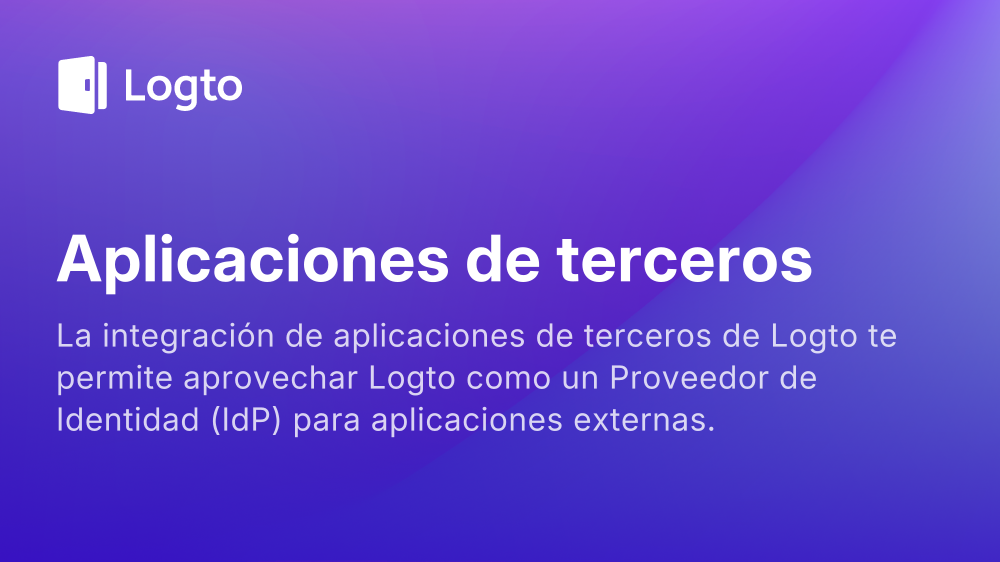 Logto
Aplicaciones de terceros
La integración de aplicaciones de terceros de Logto te
permite aprovechar Logto como un Proveedor de
Identidad (IdP) para aplicaciones externas.